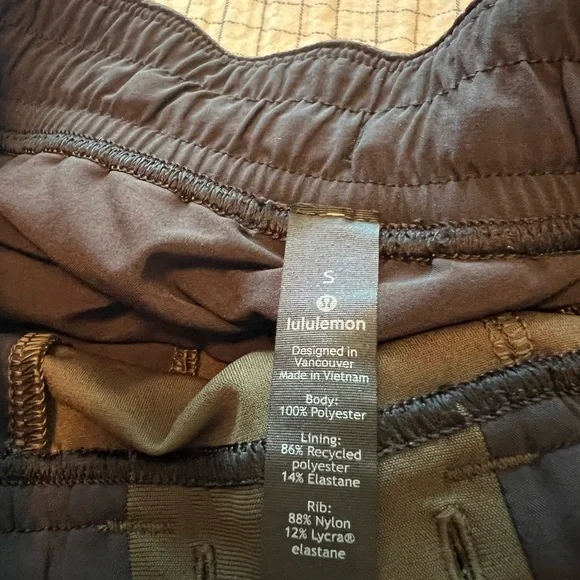 S
lululemon
Designed in
Vancouver
Made in Vietnam
Body:
100% Polyester
Lining:
86% Recycled
polyester
14% Elastane
Rib:
88% Nylon
12% Lycra®
elastane